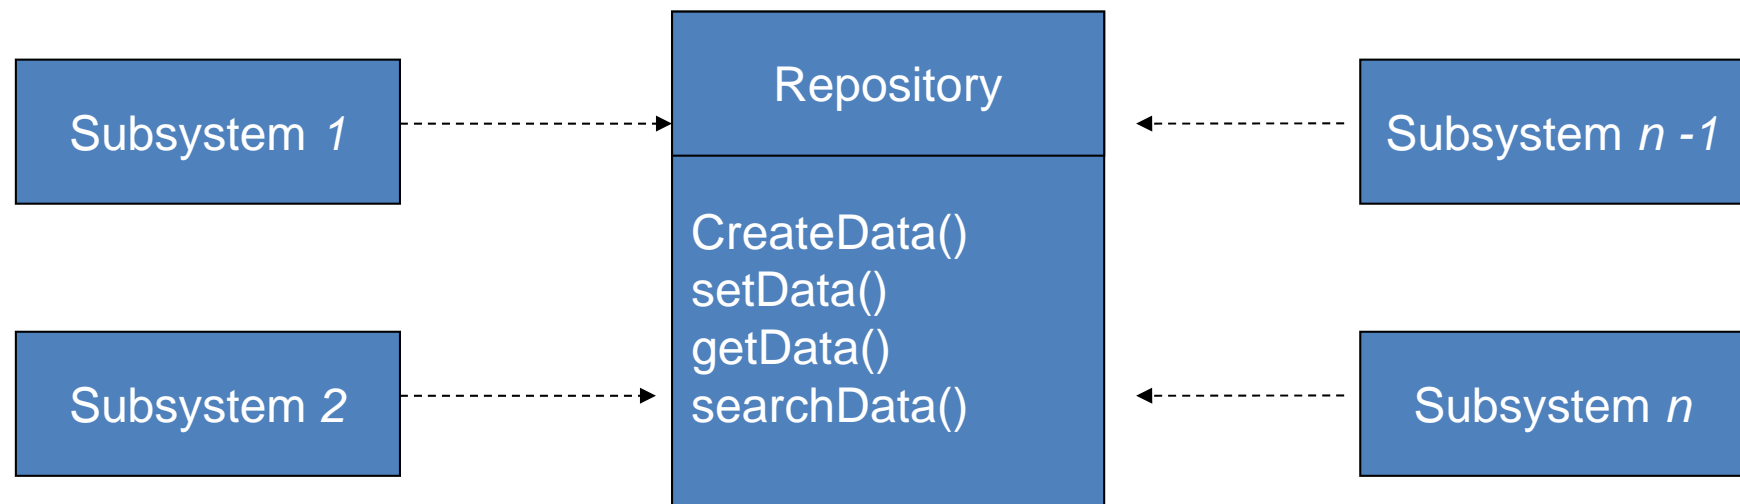 Subsystem 1
Subsystem 2
Repository
CreateData()
setData()
getData()
searchData()
Subsystem n -1
Subsystem n